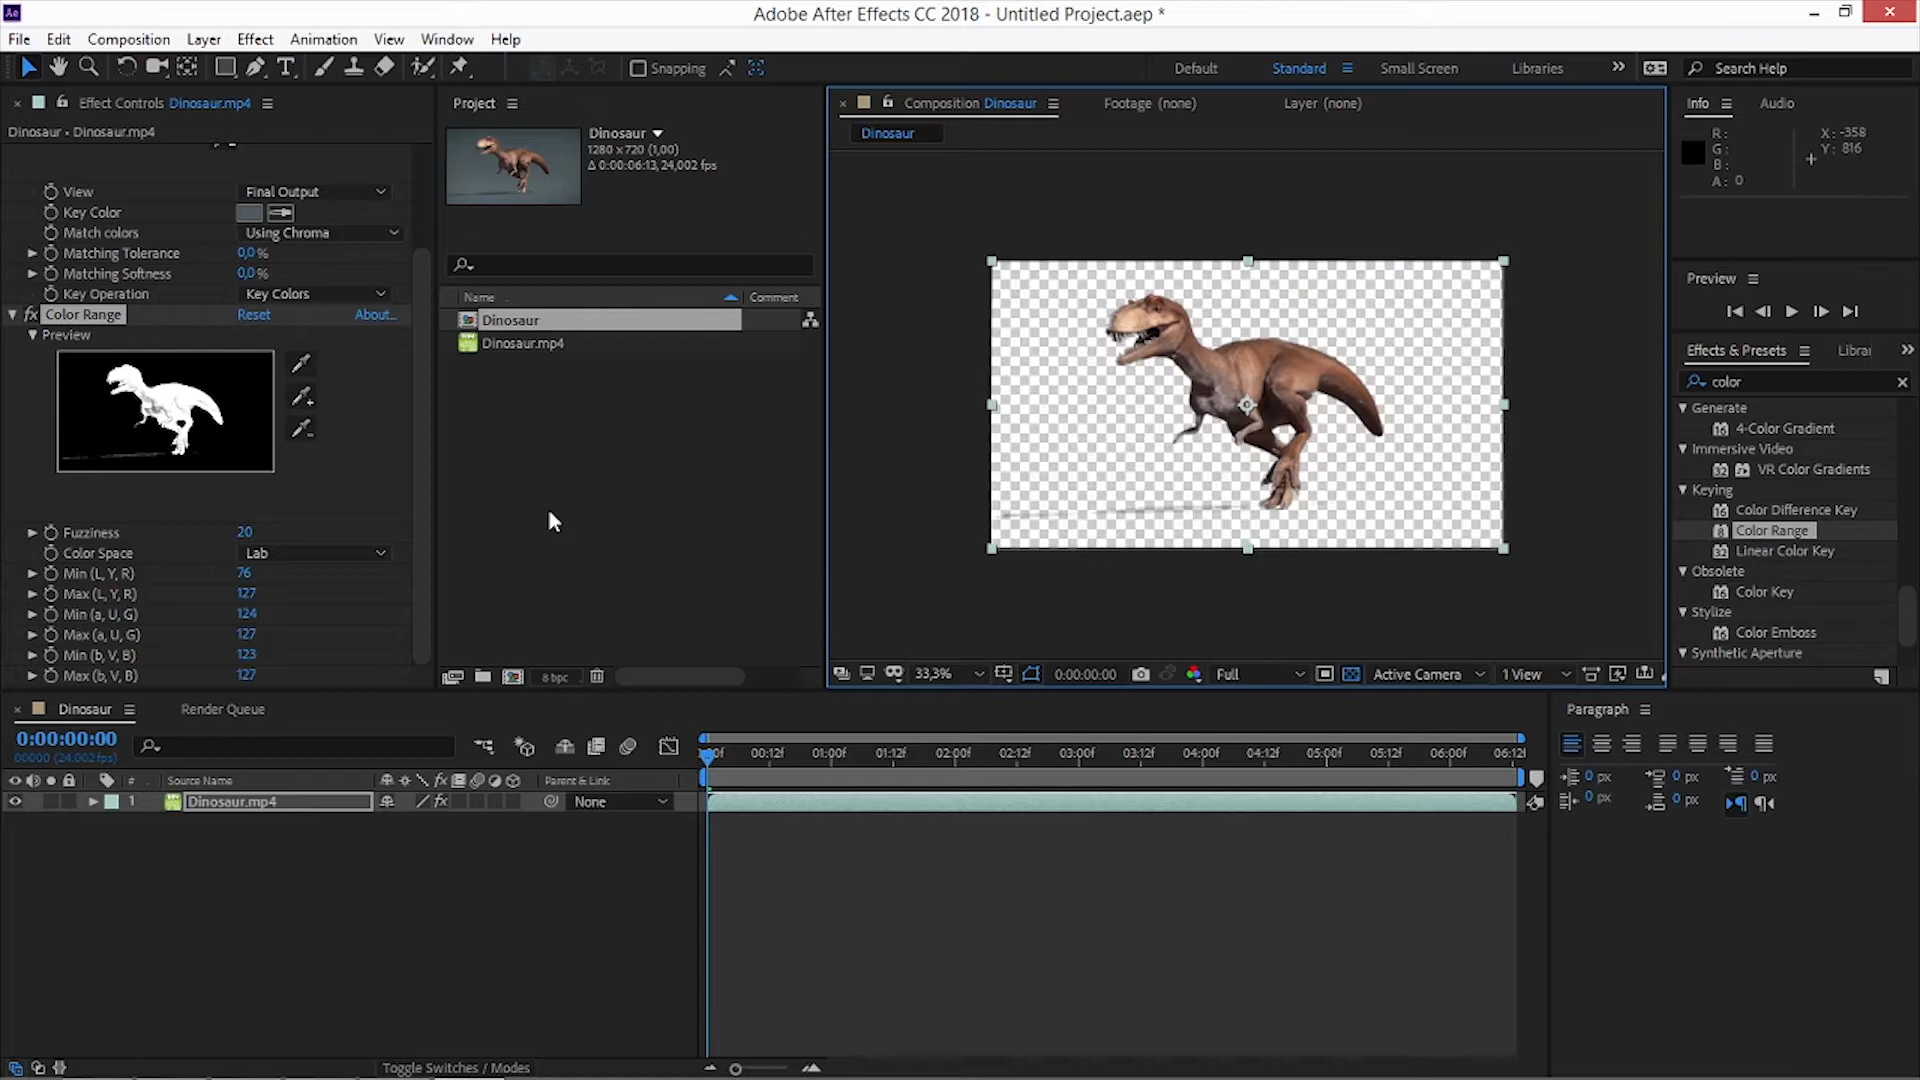 Ae
Adobe After Effects CC 2018 - Untitled Project.aep *
File Edit Composition Layer Effect Animation View Window Help
Snapping
Default Standard Small Screen Libraries Search Help
Effect Controls Dinosaur.mp4
Dinosaur • Dinosaur.mp4
View Final Output
Key Color
Match colors Using Chroma
Matching Tolerance 0,0 %
Matching Softness 0,0 %
Key Operation Key Colors
fx Color Range Reset About...
Preview
Fuzziness 20
Color Space Lab
Min (L, Y, R) 76
Max (L, Y, R) 127
Min (a, U, G) 124
Max (a, U, G) 127
Min (b, V, B) 123
Max (b, V, B) 127
Project
Dinosaur
1280 x 720 (1,00)
Δ 0:00:06:13, 24,002 fps
Name Comment
Dinosaur
Dinosaur.mp4
8 bpc
Composition Dinosaur Footage (none) Layer (none)
Dinosaur
33,3% 0:00:00:00 Full Active Camera 1 View
Info Audio
R: X: -358
G: Y: 816
B:
A: 0
Preview
Effects & Presets Librar
color
Generate
4-Color Gradient
Immersive Video
VR Color Gradients
Keying
Color Difference Key
Color Range
Linear Color Key
Obsolete
Color Key
Stylize
Color Emboss
Synthetic Aperture
Dinosaur Render Queue
0:00:00:00
00000 (24.002 fps)
# Source Name fx Parent & Link
1 Dinosaur.mp4 fx None
00f 00:12f 01:00f 01:12f 02:00f 02:12f 03:00f 03:12f 04:00f 04:12f 05:00f 05:12f 06:00f 06:12f
Toggle Switches / Modes
Paragraph
0 px 0 px 0 px
0 px 0 px